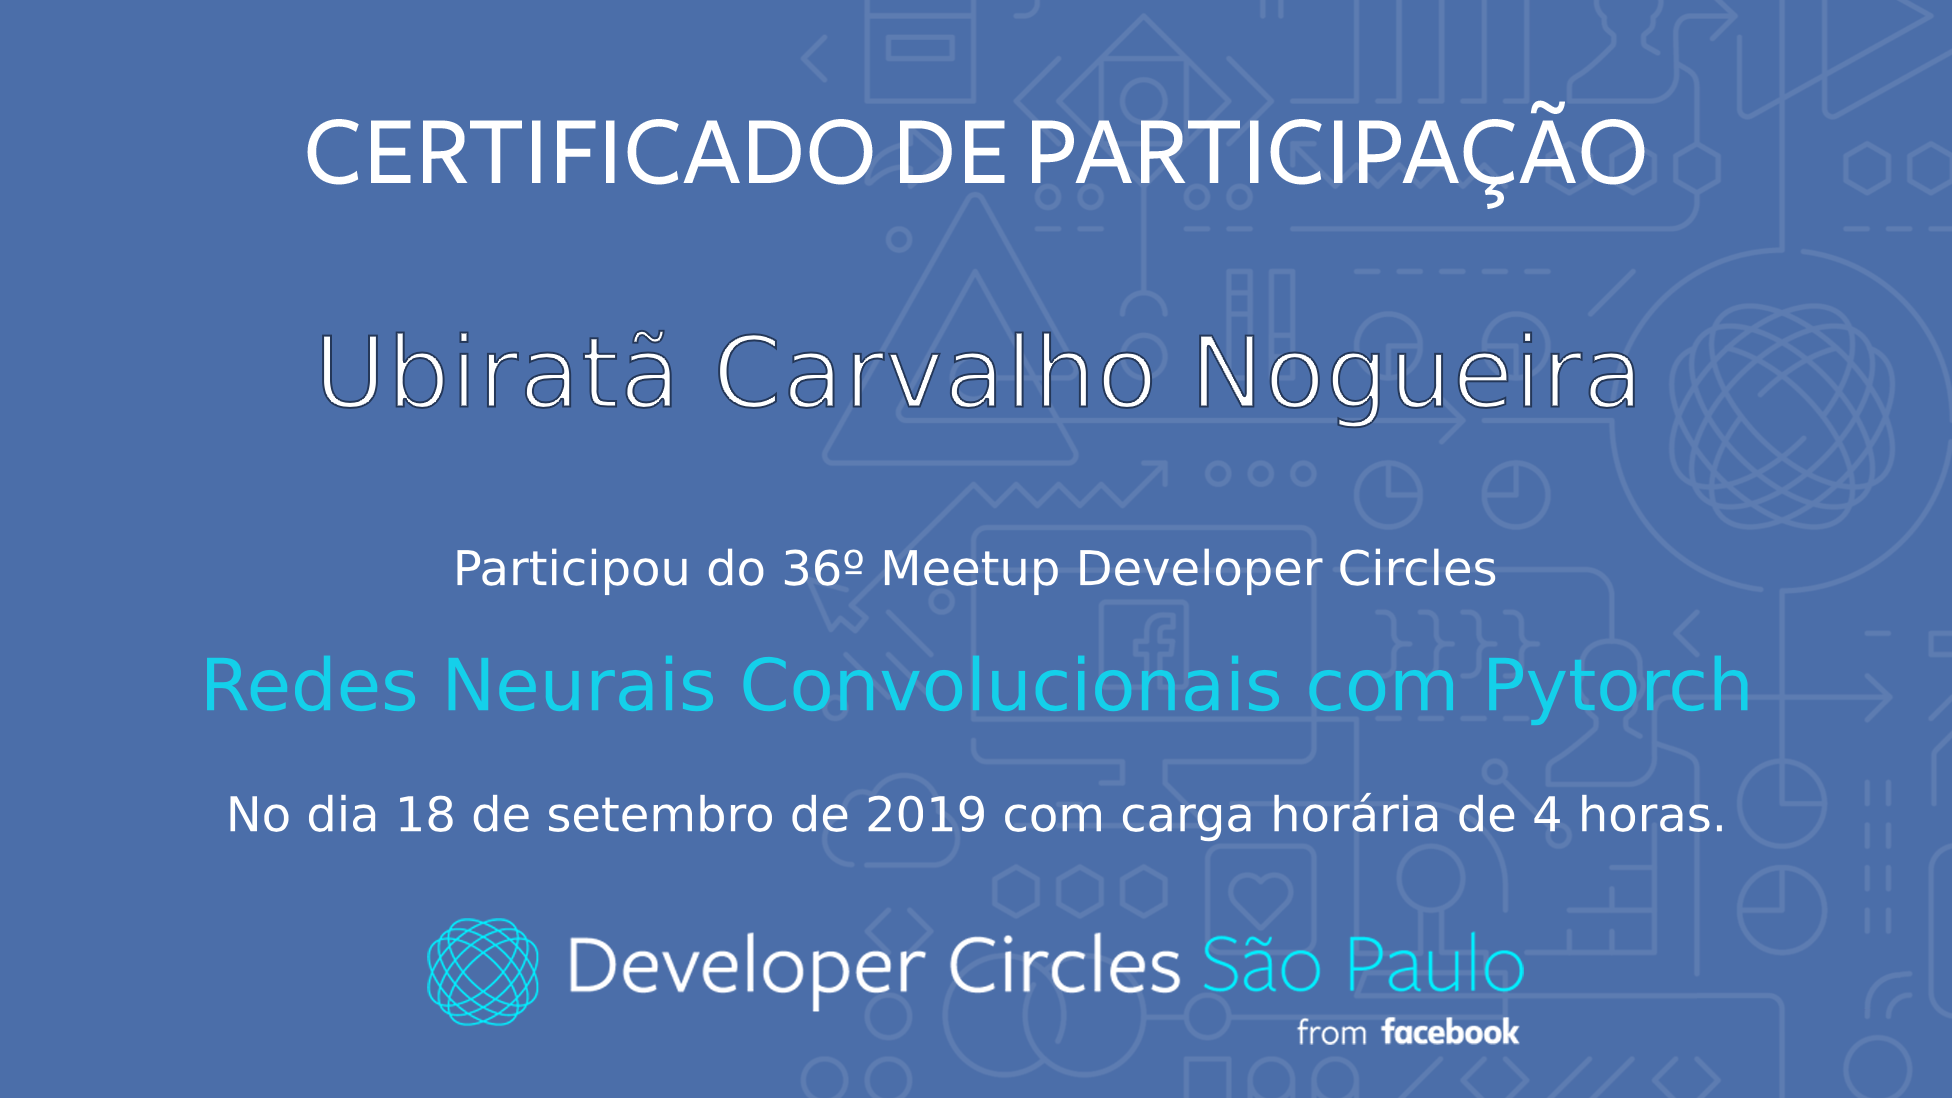 CERTIFICADO DE PARTICIPAÇÃO
Ubiratã Carvalho Nogueira
Participou do 36º Meetup Developer Circles
Redes Neurais Convolucionais com Pytorch
No dia 18 de setembro de 2019 com carga horária de 4 horas.
Developer Circles São Paulo
from facebook